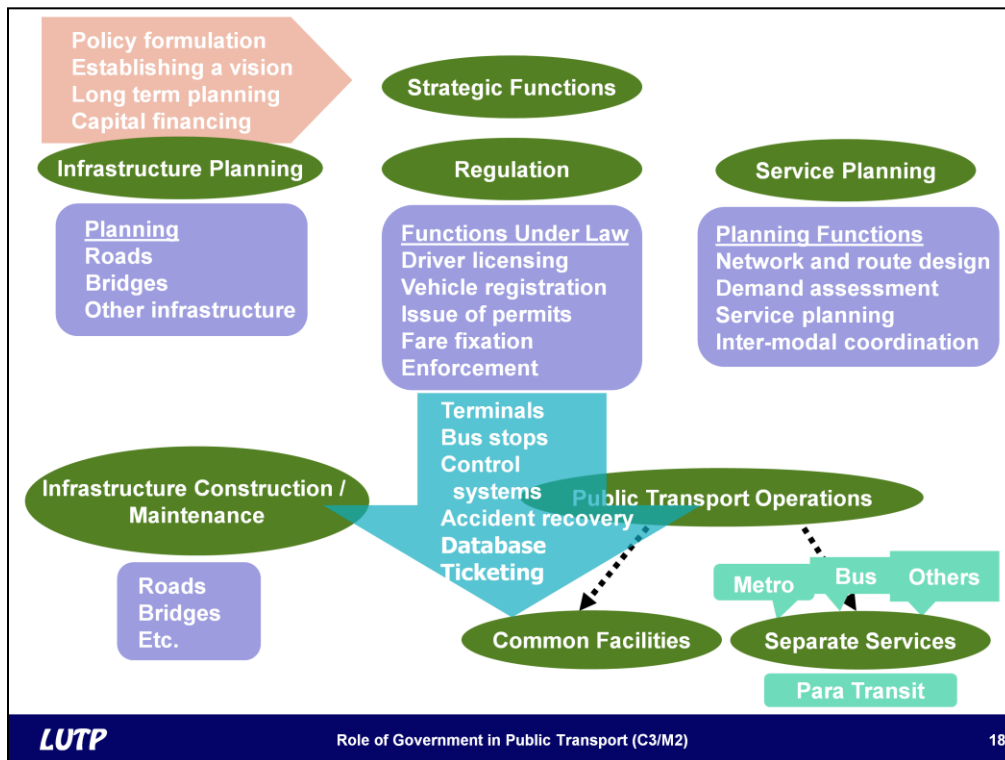 Policy formulation
Establishing a vision
Long term planning
Capital financing
Strategic Functions
Infrastructure Planning
Regulation
Service Planning
Planning
Roads
Bridges
Other infrastructure
Functions Under Law
Driver licensing
Vehicle registration
Issue of permits
Fare fixation
Enforcement
Planning Functions
Network and route design
Demand assessment
Service planning
Inter-modal coordination
Terminals
Bus stops
Control
systems
Accident recovery
Database
Ticketing
Infrastructure Construction /
Maintenance
Public Transport Operations
Roads
Bridges
Etc.
Metro
Bus
Others
Common Facilities
Separate Services
Para Transit
LUTP
Role of Government in Public Transport (C3/M2)
18